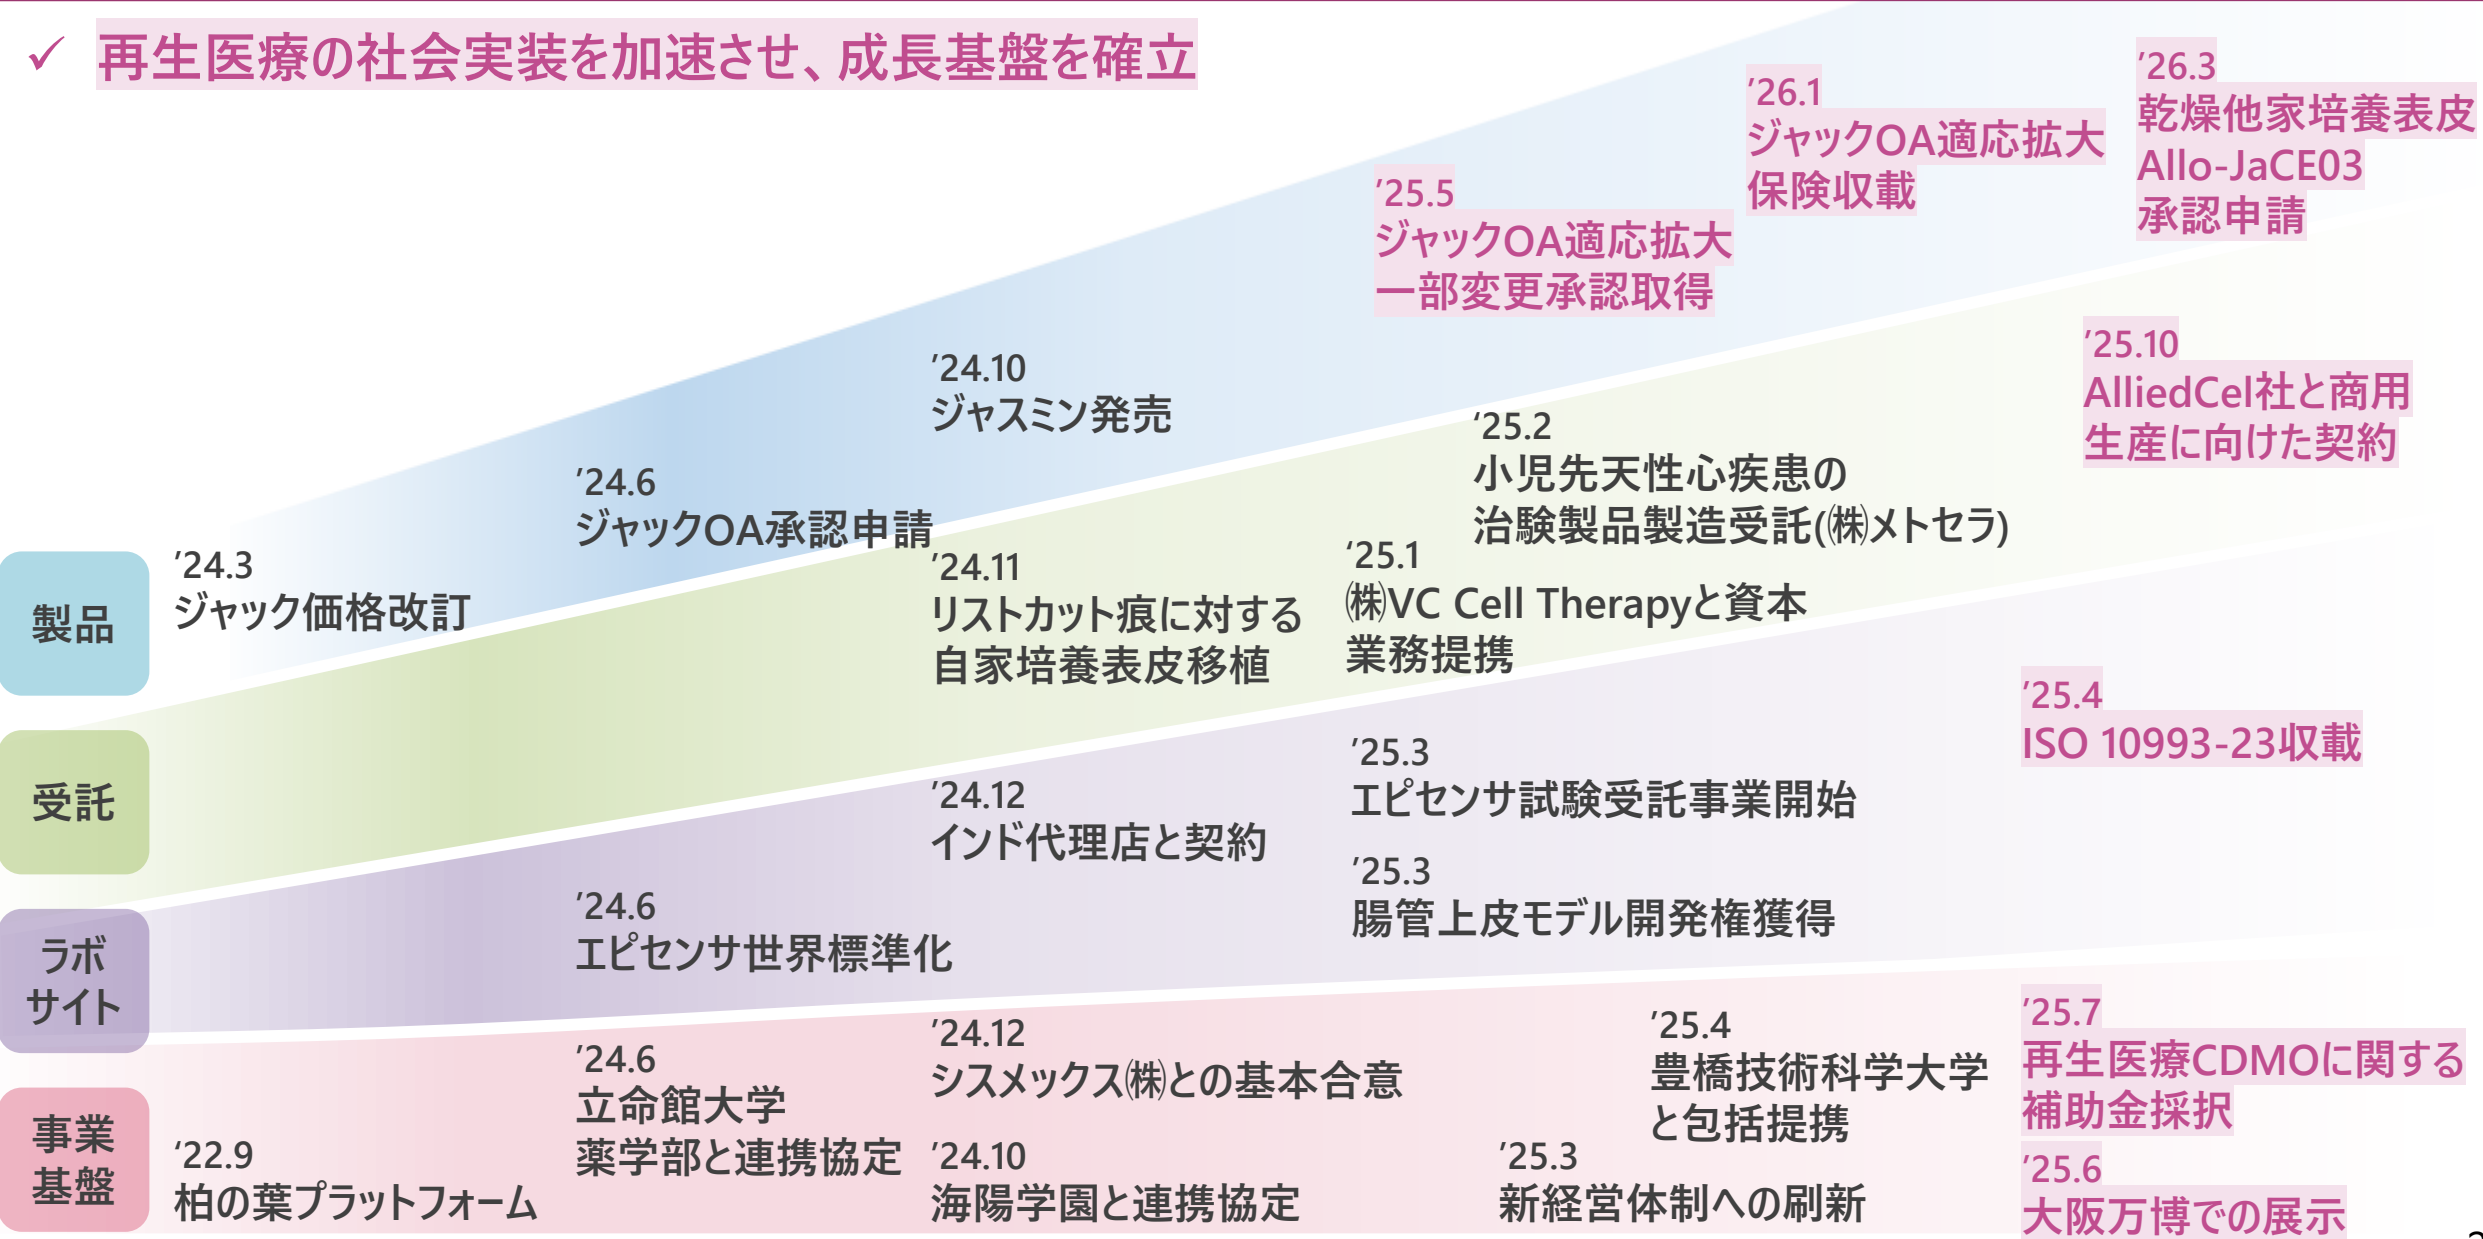 ✓ 再生医療の社会実装を加速させ、成長基盤を確立
製品
'24.3
ジャック価格改訂
'24.6
ジャックOA承認申請
'24.10
ジャスミン発売
'25.5
ジャックOA適応拡大
一部変更承認取得
'26.1
ジャックOA適応拡大
保険収載
'26.3
乾燥他家培養表皮
Allo-JaCE03
承認申請
受託
'24.11
リストカット痕に対する
自家培養表皮移植
‘25.1
㈱VC Cell Therapyと資本
業務提携
‘25.2
小児先天性心疾患の
治験製品製造受託(㈱メトセラ)
'25.10
AlliedCel社と商用
生産に向けた契約
ラボ
サイト
'24.6
エピセンサ世界標準化
'24.12
インド代理店と契約
'25.3
エピセンサ試験受託事業開始
'25.3
腸管上皮モデル開発権獲得
'25.4
ISO 10993-23収載
事業
基盤
‘22.9
柏の葉プラットフォーム
'24.6
立命館大学
薬学部と連携協定
'24.12
シスメックス㈱との基本合意
'24.10
海陽学園と連携協定
'25.3
新経営体制への刷新
'25.4
豊橋技術科学大学
と包括提携
'25.7
再生医療CDMOに関する
補助金採択
'25.6
大阪万博での展示